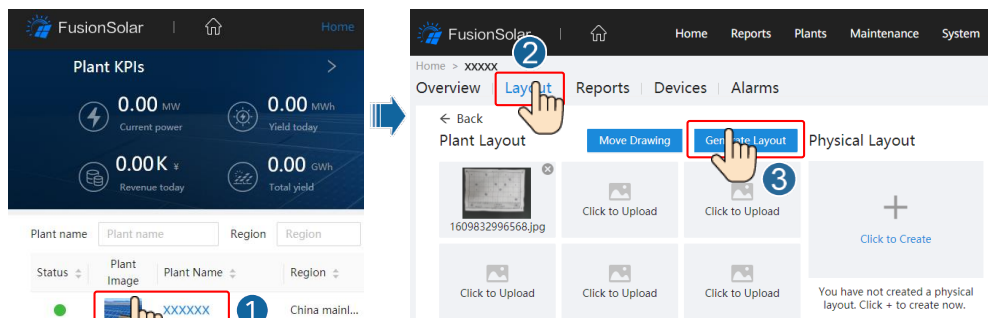 FusionSolar
Home
Plant KPIs
>
0.00 MW
Current power
0.00 MWh
Yield today
0.00 K ¥
Revenue today
0.00 GWh
Total yield
Plant name
Plant name
Region
Region
Status
Plant Image
Plant Name
Region
XXXXXX
1
China mainl...
FusionSolar
Home
Reports
Plants
Maintenance
System
2
Home > XXXXX
Overview
Layout
Reports
Devices
Alarms
← Back
Plant Layout
Move Drawing
Generate Layout
Physical Layout
3
1609832996568.jpg
Click to Upload
Click to Upload
Click to Create
Click to Upload
Click to Upload
Click to Upload
You have not created a physical
layout. Click + to create now.